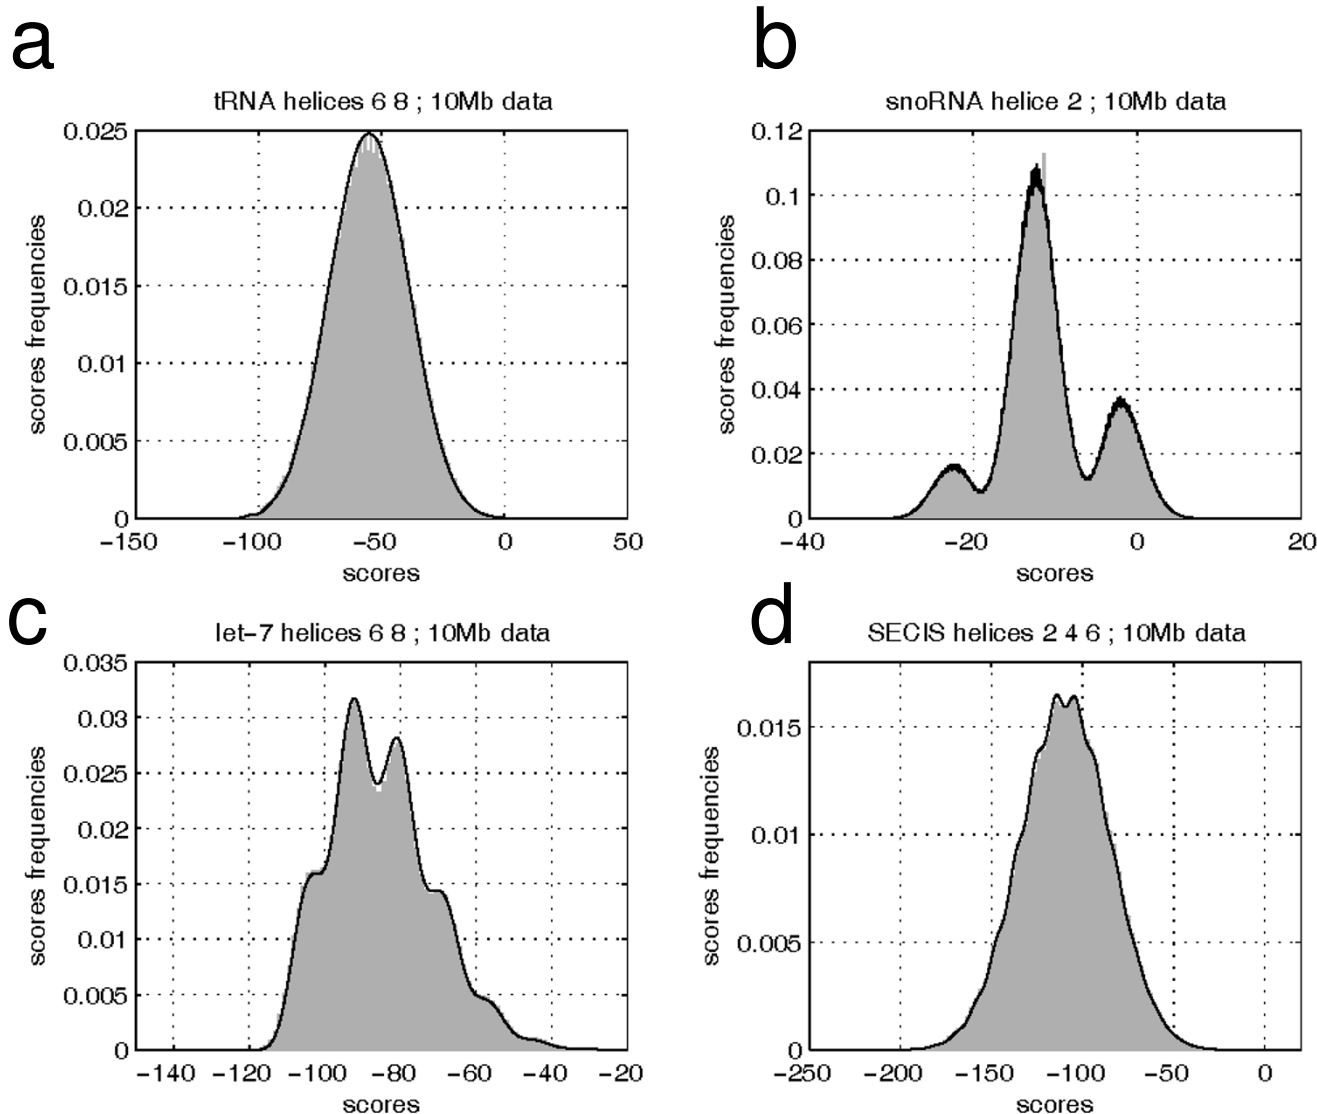 a
tRNA helices 6 8 ; 10Mb data
scores frequencies
0.025
0.02
0.015
0.01
0.005
0
−150 −100 −50 0 50
scores
b
snoRNA helice 2 ; 10Mb data
scores frequencies
0.12
0.1
0.08
0.06
0.04
0.02
0
−40 −20 0 20
scores
c
let−7 helices 6 8 ; 10Mb data
scores frequencies
0.035
0.03
0.025
0.02
0.015
0.01
0.005
0
−140 −120 −100 −80 −60 −40 −20
scores
d
SECIS helices 2 4 6 ; 10Mb data
scores frequencies
0.015
0.01
0.005
0
−250 −200 −150 −100 −50 0
scores